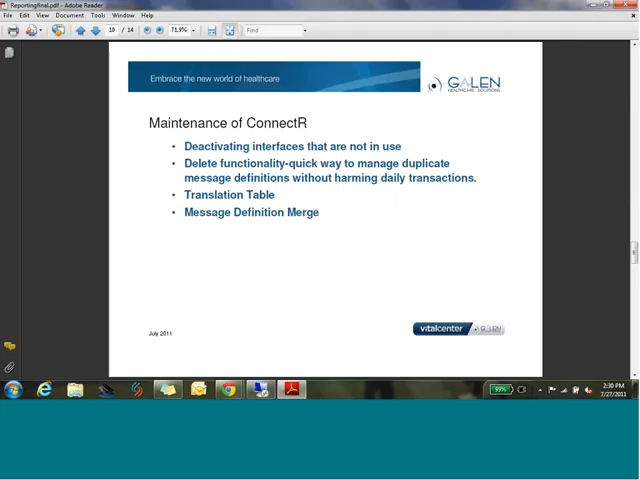 Reportingfinal.pdf - Adobe Reader
File Edit View Document Tools Window Help
10 / 14 71.9% Find
Embrace the new world of healthcare
GALEN
HEALTHCARE SOLUTIONS
Maintenance of ConnectR
• Deactivating interfaces that are not in use
• Delete functionality-quick way to manage duplicate
message definitions without harming daily transactions.
• Translation Table
• Message Definition Merge
July 2011
vitalcenter GALEN
99% 2:30 PM
7/27/2011